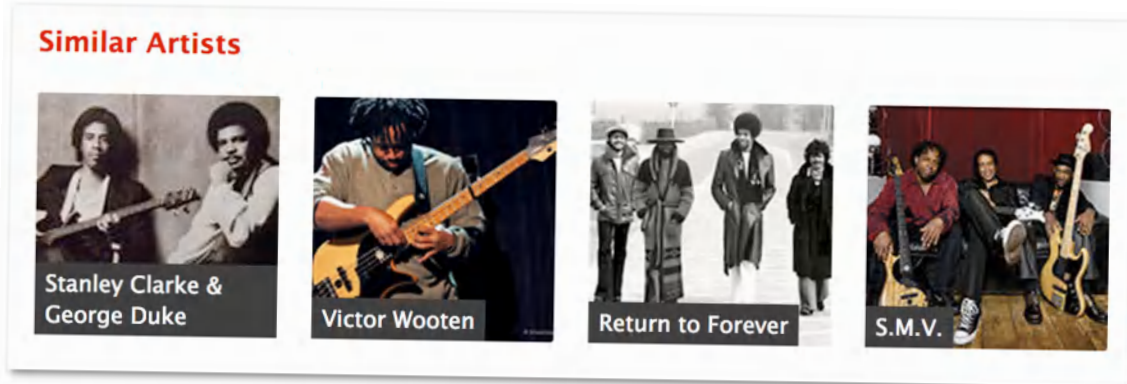 Similar Artists
Stanley Clarke &
George Duke
Victor Wooten
Return to Forever
S.M.V.